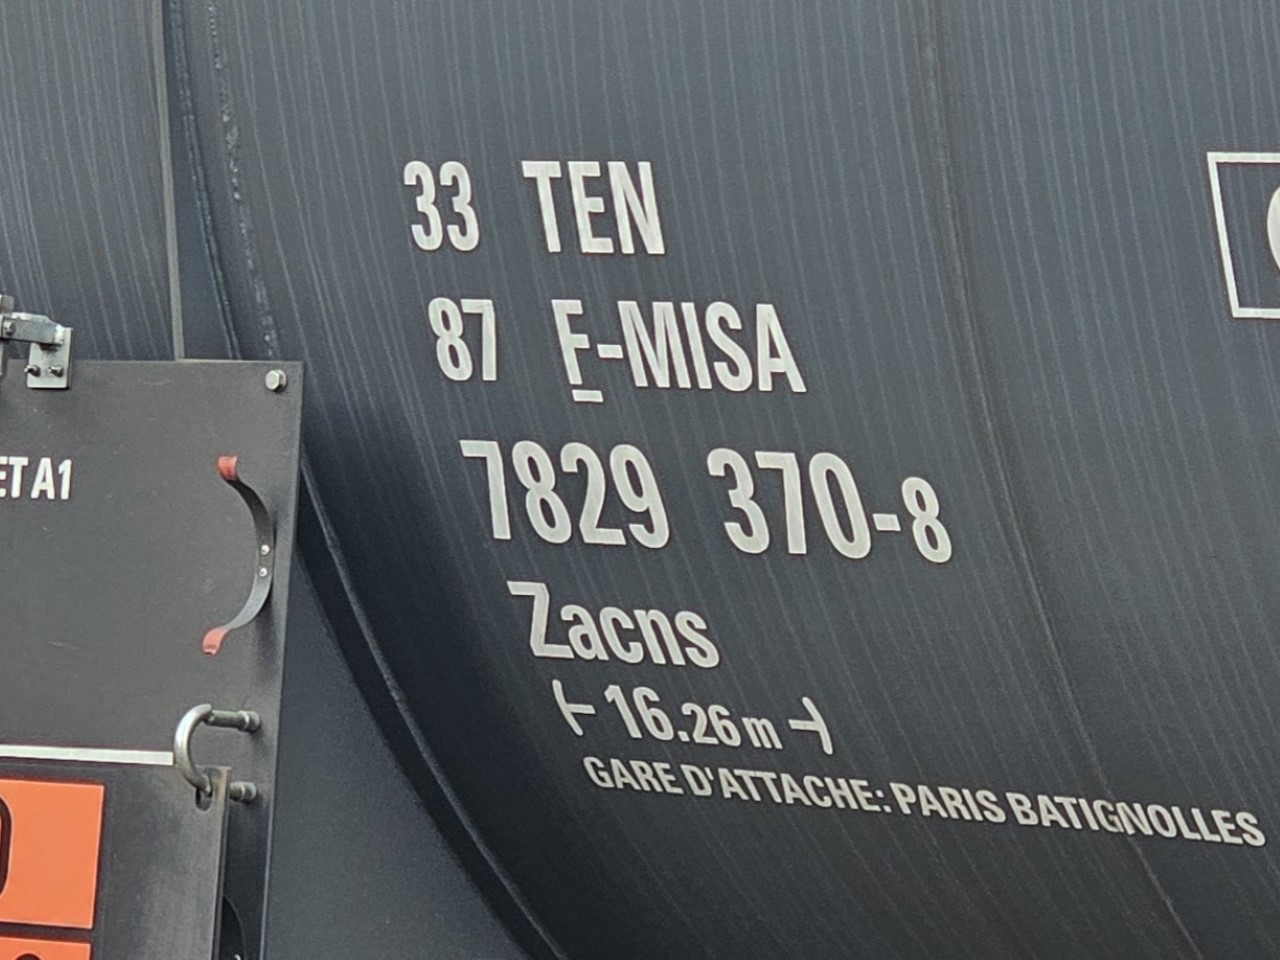 33 TEN
87 F-MISA
7829 370-8
Zacns
16.26 m
GARE D'ATTACHE: PARIS BATIGNOLLES
ET A1